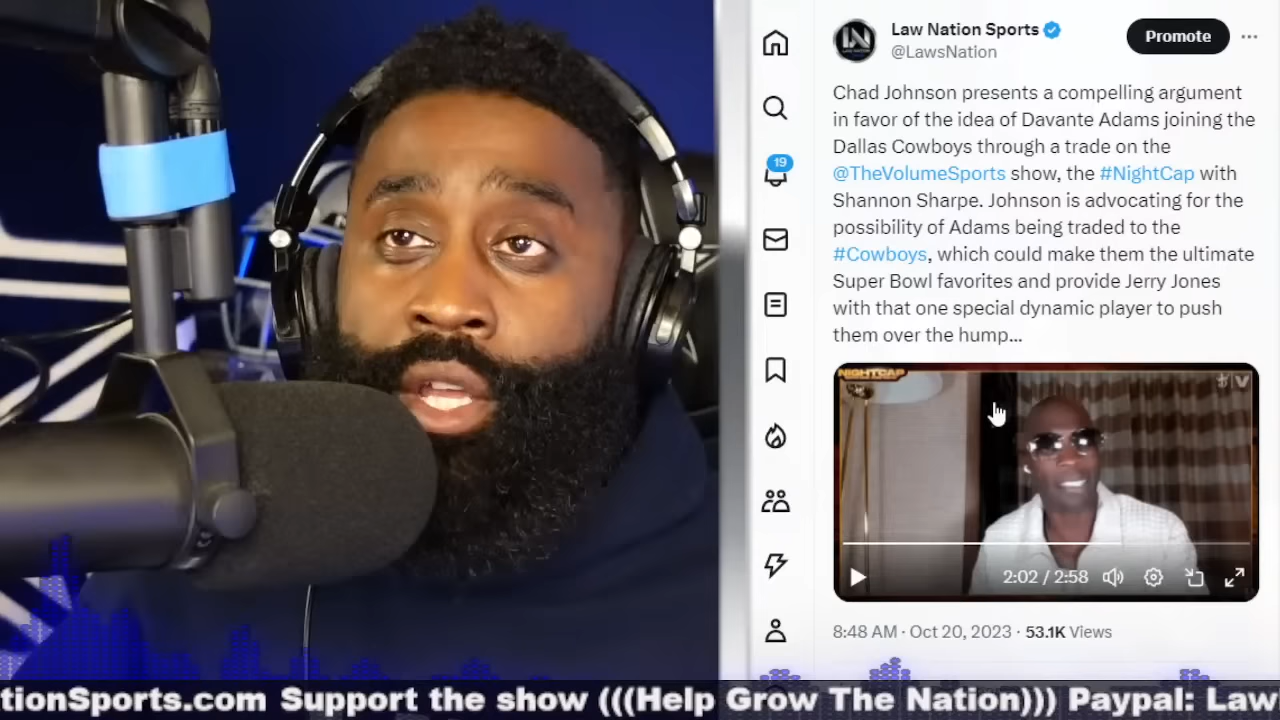 Law Nation Sports
@LawsNation
Promote
19
Chad Johnson presents a compelling argument
in favor of the idea of Davante Adams joining the
Dallas Cowboys through a trade on the
@TheVolumeSports show, the #NightCap with
Shannon Sharpe. Johnson is advocating for the
possibility of Adams being traded to the
#Cowboys, which could make them the ultimate
Super Bowl favorites and provide Jerry Jones
with that one special dynamic player to push
them over the hump...
NIGHTCAP
2:02 / 2:58
8:48 AM · Oct 20, 2023 · 53.1K Views
tionSports.com Support the show (((Help Grow The Nation))) Paypal: Law